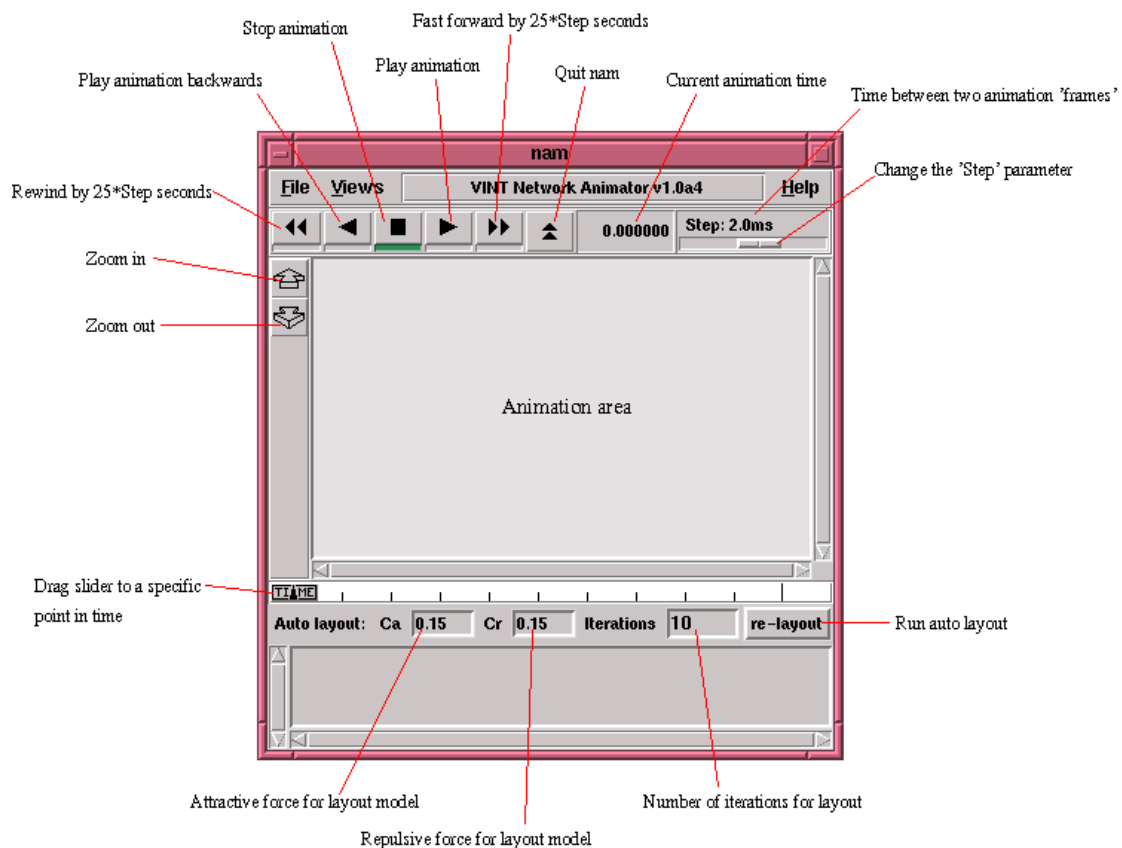 Fast forward by 25*Step seconds
Stop animation
Play animation
Quit nam
Play animation backwards
Current animation time
Time between two animation 'frames'
nam
Change the 'Step' parameter
File Views VINT Network Animator v1.0a4 Help
Rewind by 25*Step seconds
0.000000
Step: 2.0ms
Zoom in
Zoom out
Animation area
Drag slider to a specific
point in time
TIME
Auto layout: Ca 0.15 Cr 0.15 Iterations 10 re-layout
Run auto layout
Attractive force for layout model
Number of iterations for layout
Repulsive force for layout model